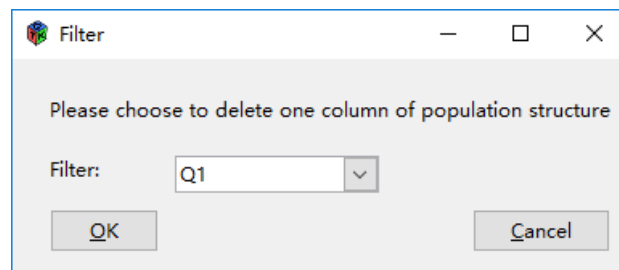 Filter
Please choose to delete one column of population structure
Filter:
Q1
OK
Cancel